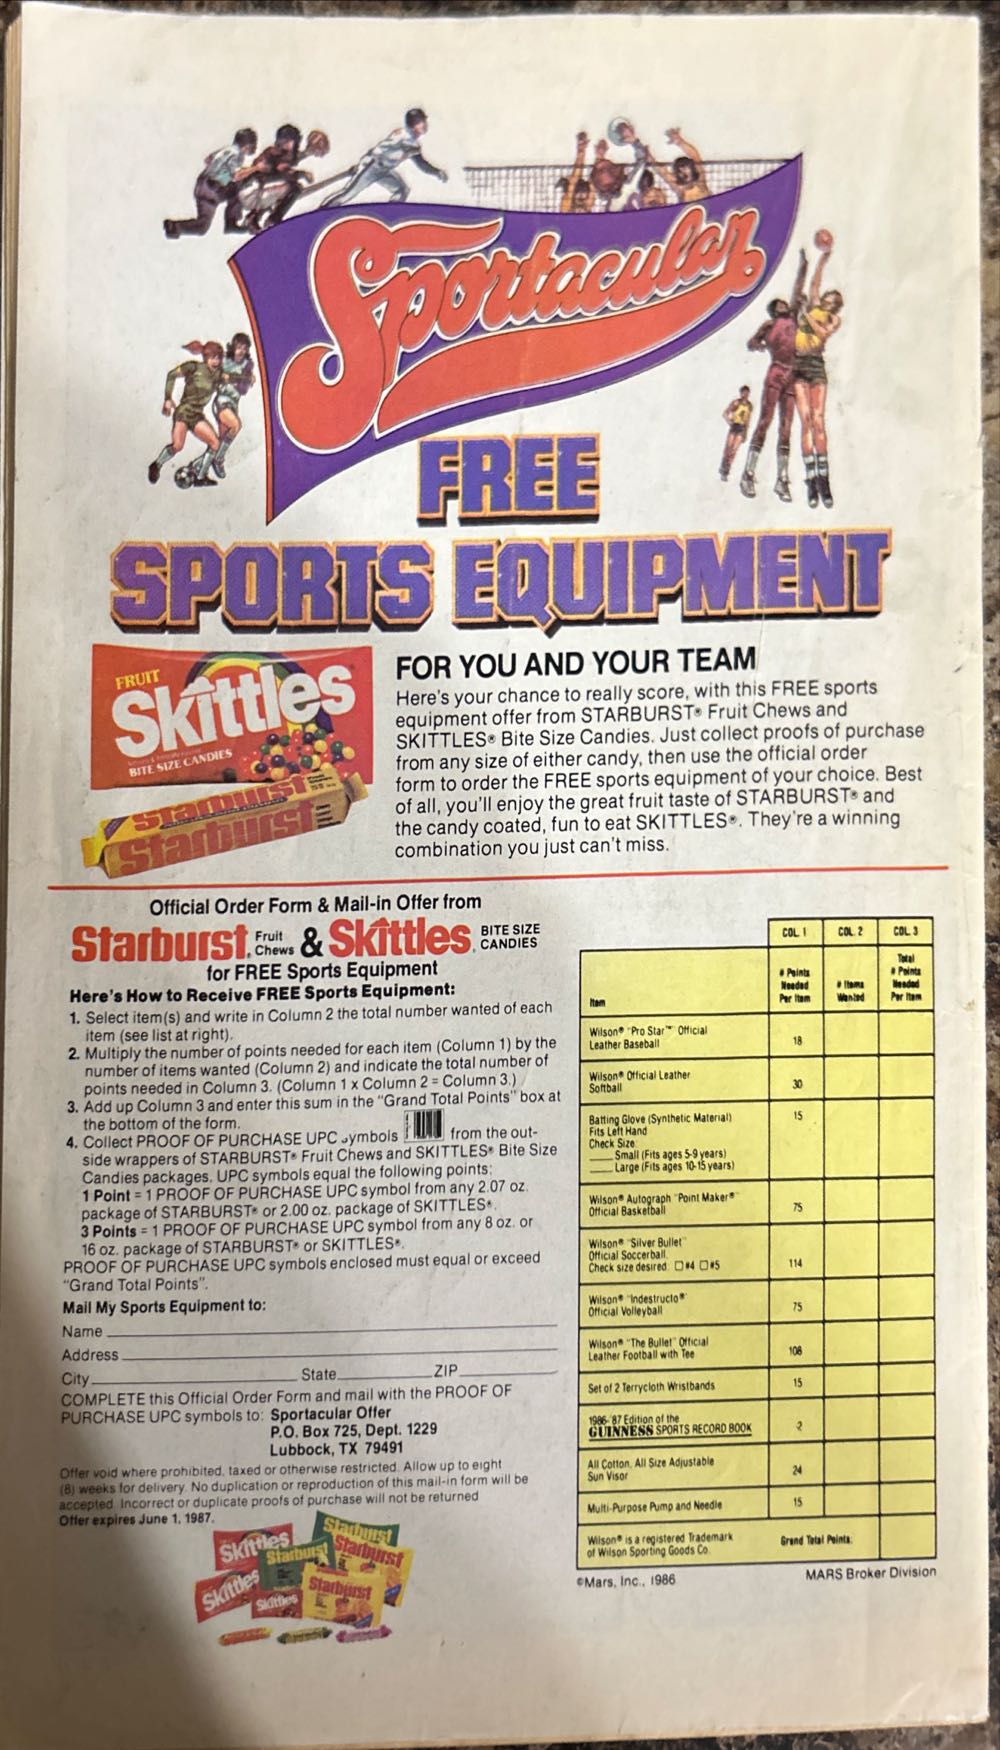 Sportacular
FREE
SPORTS EQUIPMENT
FRUIT
Skittles
BITE SIZE CANDIES
Starburst
Starburst
FOR YOU AND YOUR TEAM
Here's your chance to really score, with this FREE sports
equipment offer from STARBURST® Fruit Chews and
SKITTLES® Bite Size Candies. Just collect proofs of purchase
from any size of either candy, then use the official order
form to order the FREE sports equipment of your choice. Best
of all, you'll enjoy the great fruit taste of STARBURST® and
the candy coated, fun to eat SKITTLES®. They're a winning
combination you just can't miss.
Official Order Form & Mail-in Offer from
Starburst Fruit Chews & Skittles BITE SIZE CANDIES
for FREE Sports Equipment
Here's How to Receive FREE Sports Equipment:
1. Select item(s) and write in Column 2 the total number wanted of each
item (see list at right).
2. Multiply the number of points needed for each item (Column 1) by the
number of items wanted (Column 2) and indicate the total number of
points needed in Column 3. (Column 1 x Column 2 = Column 3.)
3. Add up Column 3 and enter this sum in the "Grand Total Points" box at
the bottom of the form.
4. Collect PROOF OF PURCHASE UPC symbols from the out-
side wrappers of STARBURST® Fruit Chews and SKITTLES® Bite Size
Candies packages. UPC symbols equal the following points:
1 Point = 1 PROOF OF PURCHASE UPC symbol from any 2.07 oz.
package of STARBURST® or 2.00 oz. package of SKITTLES®.
3 Points = 1 PROOF OF PURCHASE UPC symbol from any 8 oz. or
16 oz. package of STARBURST® or SKITTLES®.
PROOF OF PURCHASE UPC symbols enclosed must equal or exceed
"Grand Total Points".
Mail My Sports Equipment to:
Name
Address
City State ZIP
COMPLETE this Official Order Form and mail with the PROOF OF
PURCHASE UPC symbols to: Sportacular Offer
P.O. Box 725, Dept. 1229
Lubbock, TX 79491
Offer void where prohibited, taxed or otherwise restricted. Allow up to eight
(8) weeks for delivery. No duplication or reproduction of this mail-in form will be
accepted. Incorrect or duplicate proofs of purchase will not be returned
Offer expires June 1, 1987.
Skittles
Starburst
Starburst
Starburst
Skittles
Skittles
Starburst
COL. 1 COL. 2 COL. 3
Item # Points Needed Per Item # Items Wanted Total # Points Needed Per Item
Wilson® "Pro Star™" Official
Leather Baseball 18
Wilson® Official Leather
Softball 30
Batting Glove (Synthetic Material) 15
Fits Left Hand
Check Size:
Small (Fits ages 5-9 years)
Large (Fits ages 10-15 years)
Wilson® Autograph "Point Maker®"
Official Basketball 75
Wilson® "Silver Bullet"
Official Soccerball.
Check size desired: □#4 □#5 114
Wilson® "Indestructo®"
Official Volleyball 75
Wilson® "The Bullet" Official
Leather Football with Tee 108
Set of 2 Terrycloth Wristbands 15
1986-'87 Edition of the
GUINNESS SPORTS RECORD BOOK 2
All Cotton, All Size Adjustable
Sun Visor 24
Multi-Purpose Pump and Needle 15
Wilson® is a registered Trademark
of Wilson Sporting Goods Co.
Grand Total Points:
©Mars, Inc., 1986
MARS Broker Division